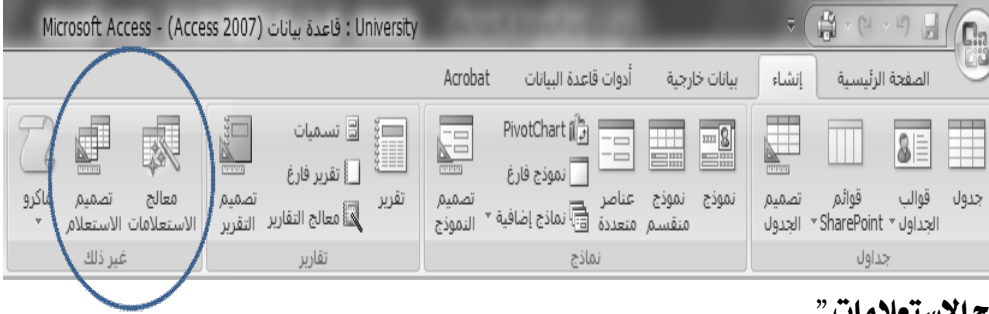 University : قاعدة بيانات (Access 2007) - Microsoft Access
الصفحة الرئيسية إنشاء بيانات خارجية أدوات قاعدة البيانات Acrobat
جدول
قوالب الجداول
قوائم SharePoint
تصميم الجدول
جداول
نموذج
نموذج منقسم
عناصر متعددة
PivotChart
نموذج فارغ
نماذج إضافية
تصميم النموذج
نماذج
تقرير
تسميات
تقرير فارغ
معالج التقارير
تصميم التقرير
تقارير
معالج الاستعلامات
تصميم الاستعلام
ماكرو
غير ذلك
الاستعلامات ”